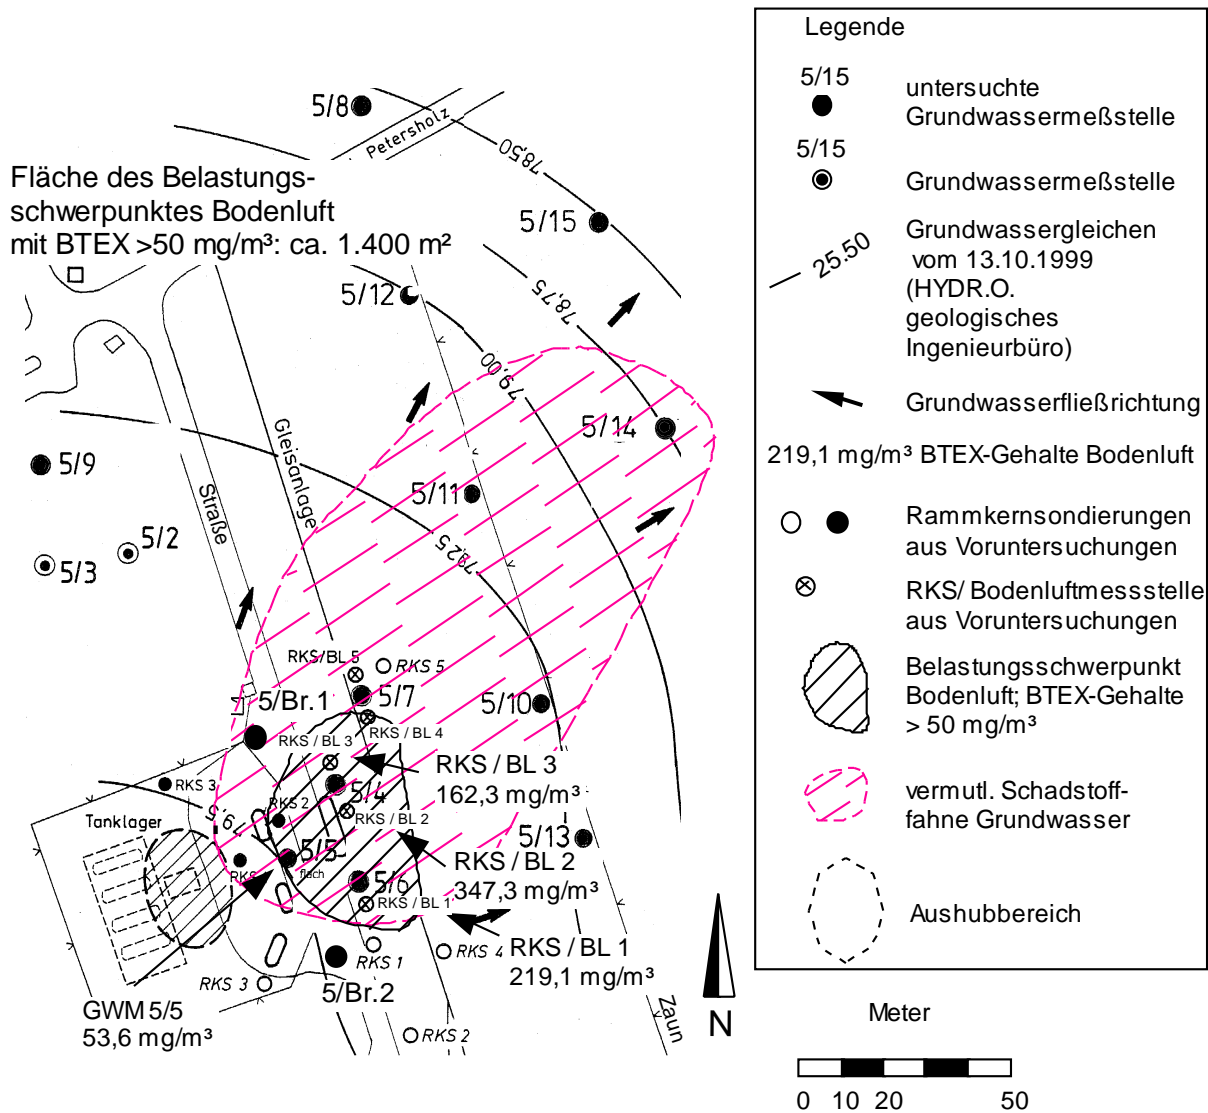 5/8
Petersholz
78,50
Fläche des Belastungs-
schwerpunktes Bodenluft
mit BTEX >50 mg/m³: ca. 1.400 m²
5/15
5/12
78,75
79,00
5/14
Gleisanlage
5/9
Straße
5/11
5/2
5/3
79,25
RKS/BL 5
RKS 5
5/7
5/Br.1
5/10
RKS / BL 4
RKS / BL 3
RKS / BL 3
162,3 mg/m³
RKS 3
5/4
RKS 2
79,5
Tanklager
RKS / BL 2
5/13
5/5
flach
RKS / BL 2
347,3 mg/m³
RKS
5/6
RKS / BL 1
RKS / BL 1
219,1 mg/m³
RKS 4
RKS 1
RKS 3
5/Br.2
GWM 5/5
53,6 mg/m³
RKS 2
Zaun
N
Legende
5/15
untersuchte
Grundwassermeßstelle
5/15
Grundwassermeßstelle
25.50
Grundwassergleichen
vom 13.10.1999
(HYDR.O.
geologisches
Ingenieurbüro)
Grundwasserfließrichtung
219,1 mg/m³ BTEX-Gehalte Bodenluft
Rammkernsondierungen
aus Voruntersuchungen
RKS/ Bodenluftmessstelle
aus Voruntersuchungen
Belastungsschwerpunkt
Bodenluft; BTEX-Gehalte
> 50 mg/m³
vermutl. Schadstoff-
fahne Grundwasser
Aushubbereich
Meter
0 10 20 50